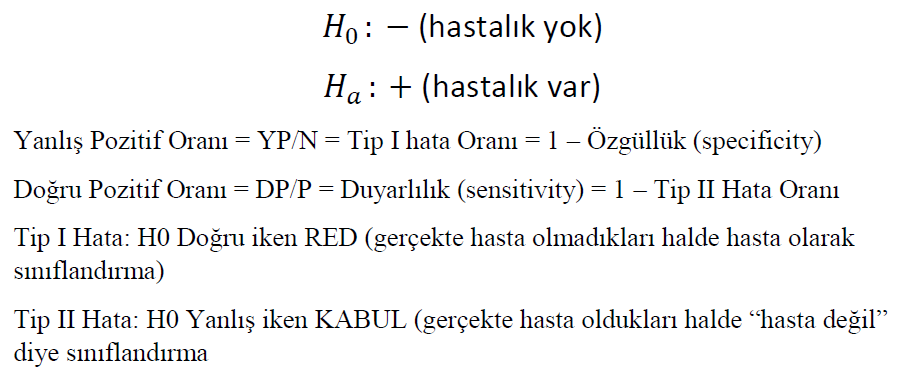 H₀ : − (hastalık yok)
Hₐ : + (hastalık var)
Yanlış Pozitif Oranı = YP/N = Tip I hata Oranı = 1 – Özgüllük (specificity)
Doğru Pozitif Oranı = DP/P = Duyarlılık (sensitivity) = 1 – Tip II Hata Oranı
Tip I Hata: H0 Doğru iken RED (gerçekte hasta olmadıkları halde hasta olarak
sınıflandırma)
Tip II Hata: H0 Yanlış iken KABUL (gerçekte hasta oldukları halde “hasta değil”
diye sınıflandırma